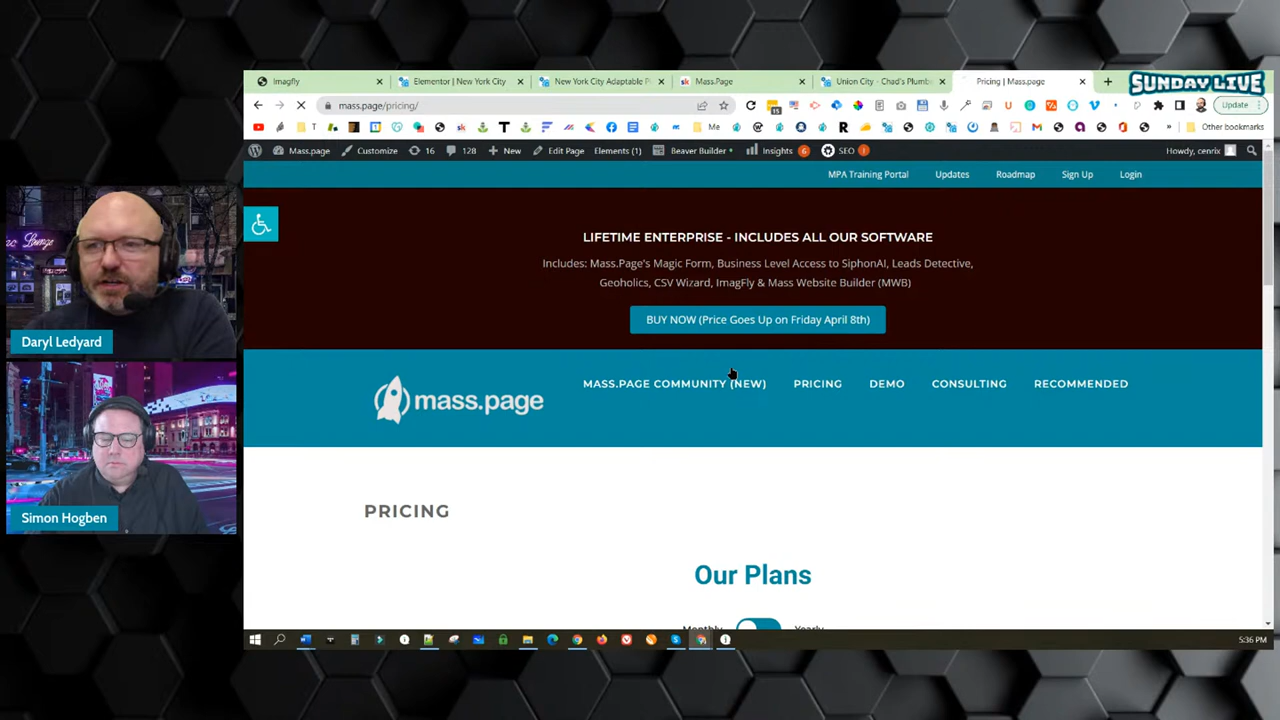 Imagfly
Elementor | New York City
New York City Adaptable P
Mass.Page
Union City - Chad's Plumb
Pricing | Mass.page
SUNDAY LIVE
mass.page/pricing/
Update
Me
Other bookmarks
Mass.page
Customize
16
128
New
Edit Page
Elements (1)
Beaver Builder
Insights
6
SEO
Howdy, cenrix
MPA Training Portal
Updates
Roadmap
Sign Up
Login
LIFETIME ENTERPRISE - INCLUDES ALL OUR SOFTWARE
Includes: Mass.Page's Magic Form, Business Level Access to SiphonAI, Leads Detective,
Geoholics, CSV Wizard, ImagFly & Mass Website Builder (MWB)
BUY NOW (Price Goes Up on Friday April 8th)
mass.page
MASS.PAGE COMMUNITY (NEW)
PRICING
DEMO
CONSULTING
RECOMMENDED
PRICING
Our Plans
Monthly
Yearly
5:36 PM
Daryl Ledyard
Simon Hogben